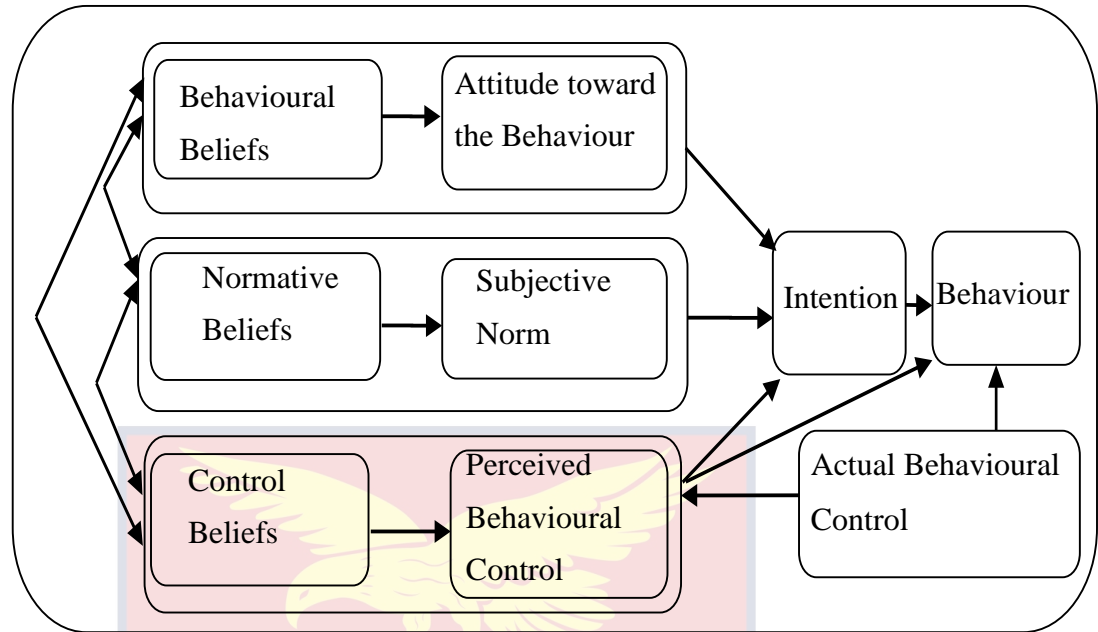 Behavioural
Beliefs
Attitude toward
the Behaviour
Normative
Beliefs
Subjective
Norm
Intention
Behaviour
Control
Beliefs
Perceived
Behavioural
Control
Actual Behavioural
Control